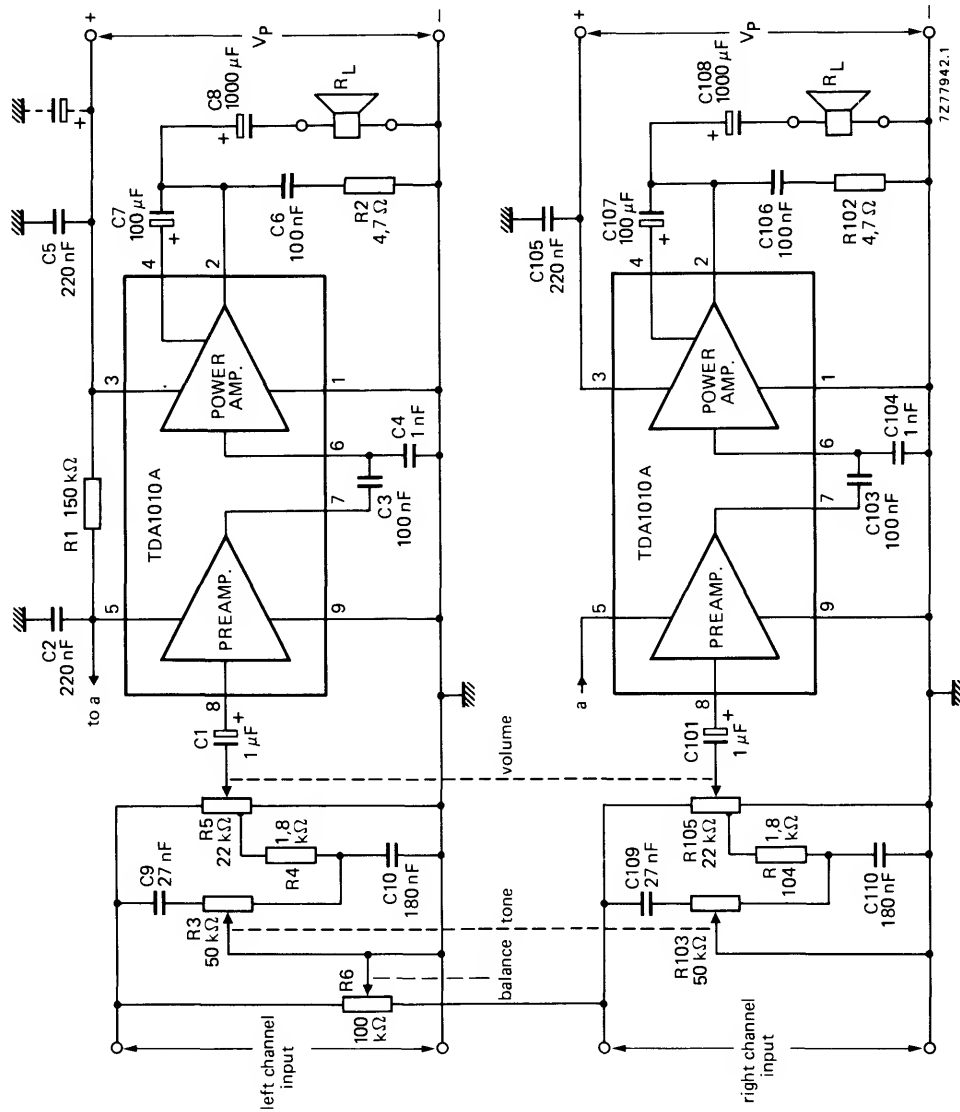 left channel
input
right channel
input
R6
100
kΩ
balance
R3
50 kΩ
tone
C9
27 nF
R4
1,8
kΩ
C10
180 nF
R5
22 kΩ
volume
C1
1 µF
+
8
to a
C2
220 nF
5
R1 150 kΩ
3
TDA1010A
PREAMP.
9
7
C3
100 nF
6
C4
1 nF
POWER
AMP.
1
2
4
C5
220 nF
+
C7
100 µF
+
C6
100 nF
R2
4,7 Ω
C8
1000 µF
+
RL
+
VP
−
R103
50 kΩ
C109
27 nF
R
104
1,8
kΩ
C110
180 nF
R105
22 kΩ
C101
1 µF
+
8
a
5
3
TDA1010A
PREAMP.
9
7
C103
100 nF
6
C104
1 nF
POWER
AMP.
1
2
4
C105
220 nF
C107
100 µF
+
C106
100 nF
R102
4,7 Ω
C108
1000 µF
+
RL
+
VP
−
7Z77942.1